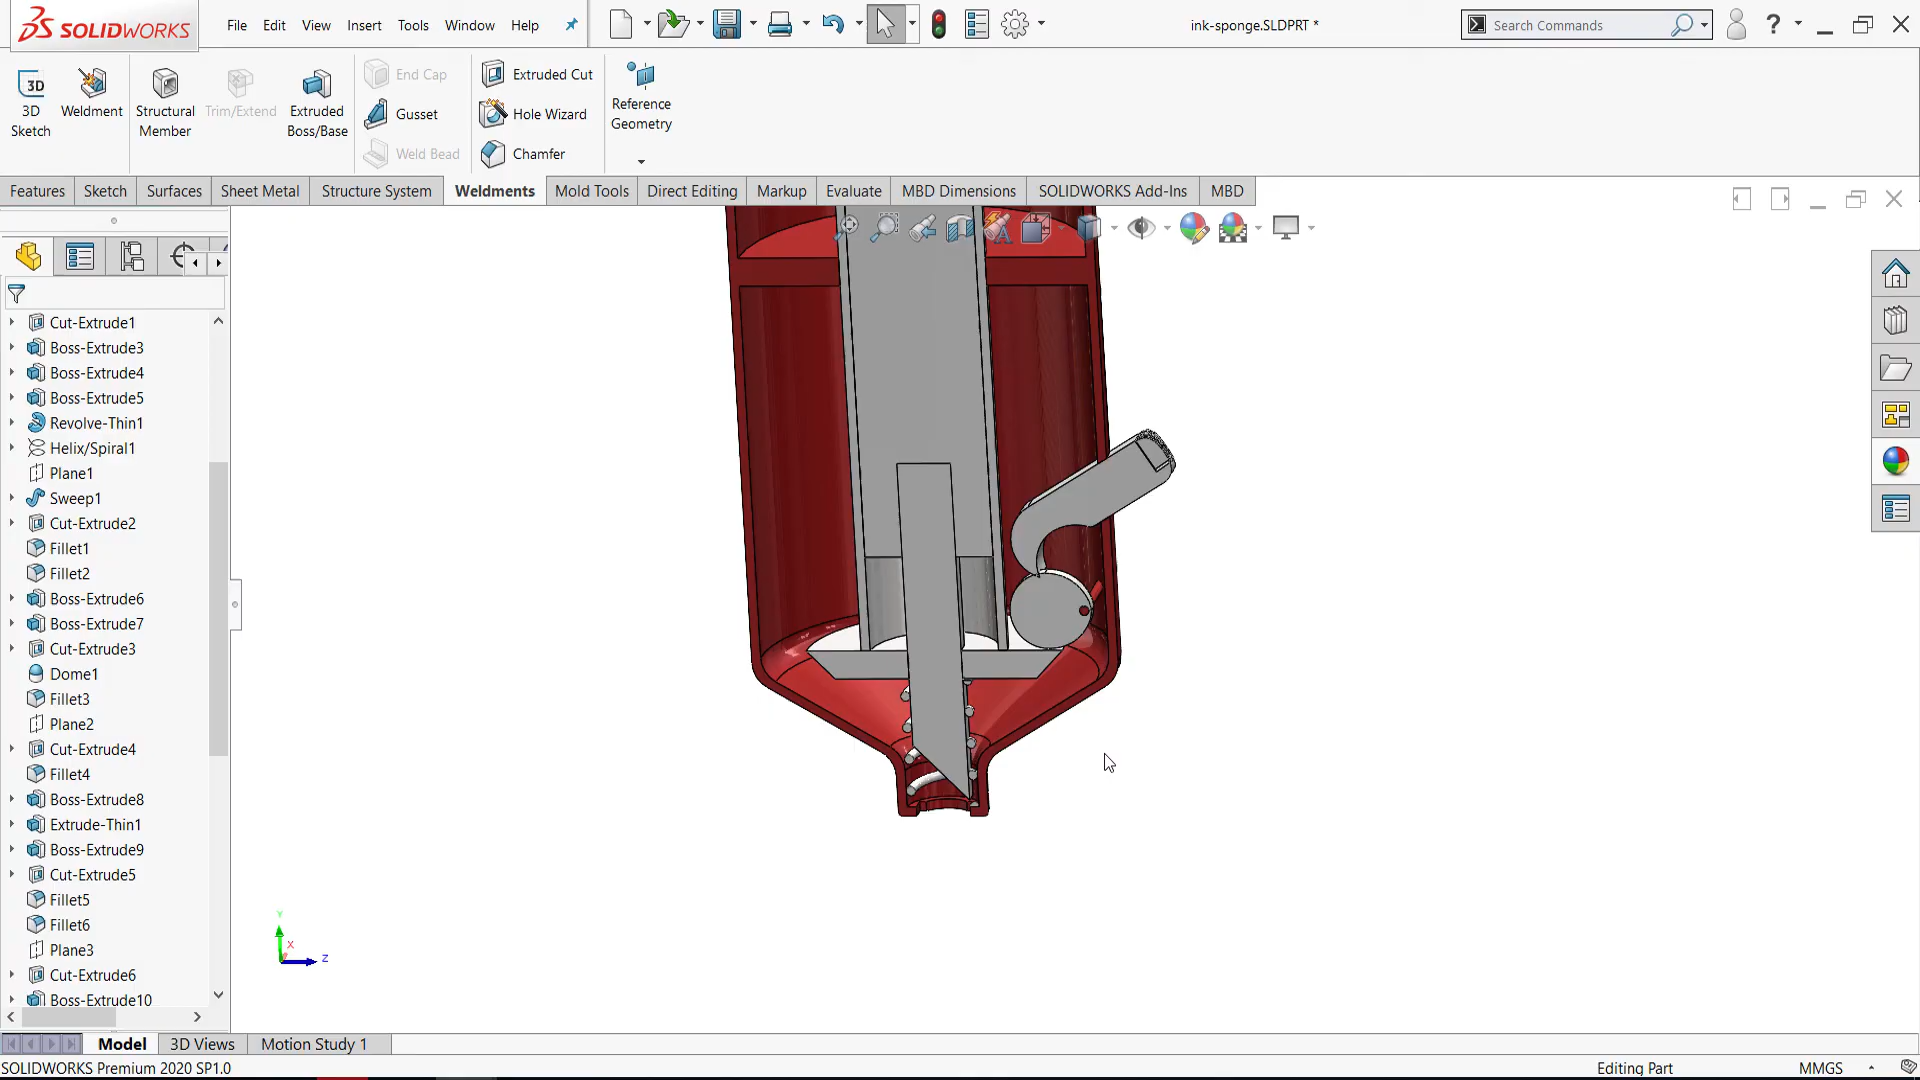 SOLIDWORKS
File Edit View Insert Tools Window Help
ink-sponge.SLDPRT *
Search Commands
3D Sketch
Weldment
Structural Member
Trim/Extend
Extruded Boss/Base
End Cap
Gusset
Weld Bead
Extruded Cut
Hole Wizard
Chamfer
Reference Geometry
Features Sketch Surfaces Sheet Metal Structure System Weldments Mold Tools Direct Editing Markup Evaluate MBD Dimensions SOLIDWORKS Add-Ins MBD
Cut-Extrude1
Boss-Extrude3
Boss-Extrude4
Boss-Extrude5
Revolve-Thin1
Helix/Spiral1
Plane1
Sweep1
Cut-Extrude2
Fillet1
Fillet2
Boss-Extrude6
Boss-Extrude7
Cut-Extrude3
Dome1
Fillet3
Plane2
Cut-Extrude4
Fillet4
Boss-Extrude8
Extrude-Thin1
Boss-Extrude9
Cut-Extrude5
Fillet5
Fillet6
Plane3
Cut-Extrude6
Boss-Extrude10
Y
X
Z
Model 3D Views Motion Study 1
SOLIDWORKS Premium 2020 SP1.0
Editing Part
MMGS